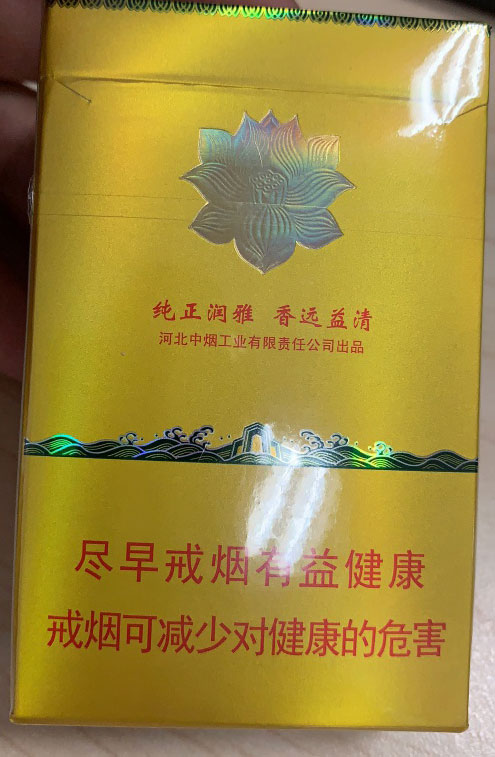 纯正润雅 香远益清
河北中烟工业有限责任公司出品
尽早戒烟有益健康
戒烟可减少对健康的危害